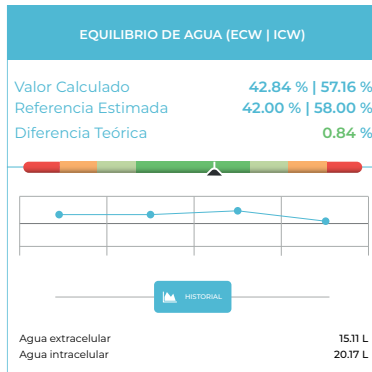 EQUILIBRIO DE AGUA (ECW | ICW)
Valor Calculado 42.84 % | 57.16 %
Referencia Estimada 42.00 % | 58.00 %
Diferencia Teórica 0.84 %
HISTORIAL
Agua extracelular 15.11 L
Agua intracelular 20.17 L